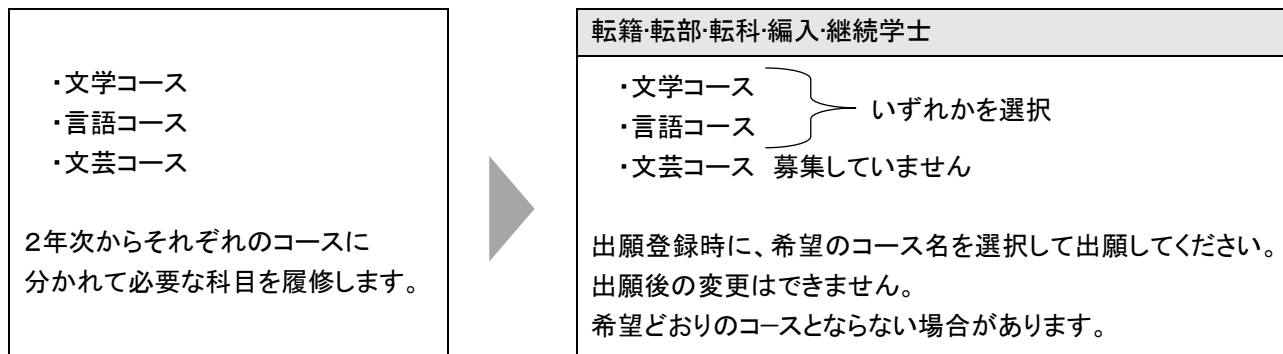 ・文学コース
・言語コース
・文芸コース
2年次からそれぞれのコースに
分かれて必要な科目を履修します。
転籍・転部・転科・編入・継続学士
・文学コース
・言語コース
いずれかを選択
・文芸コース 募集していません
出願登録時に、希望のコース名を選択して出願してください。
出願後の変更はできません。
希望どおりのコースとならない場合があります。